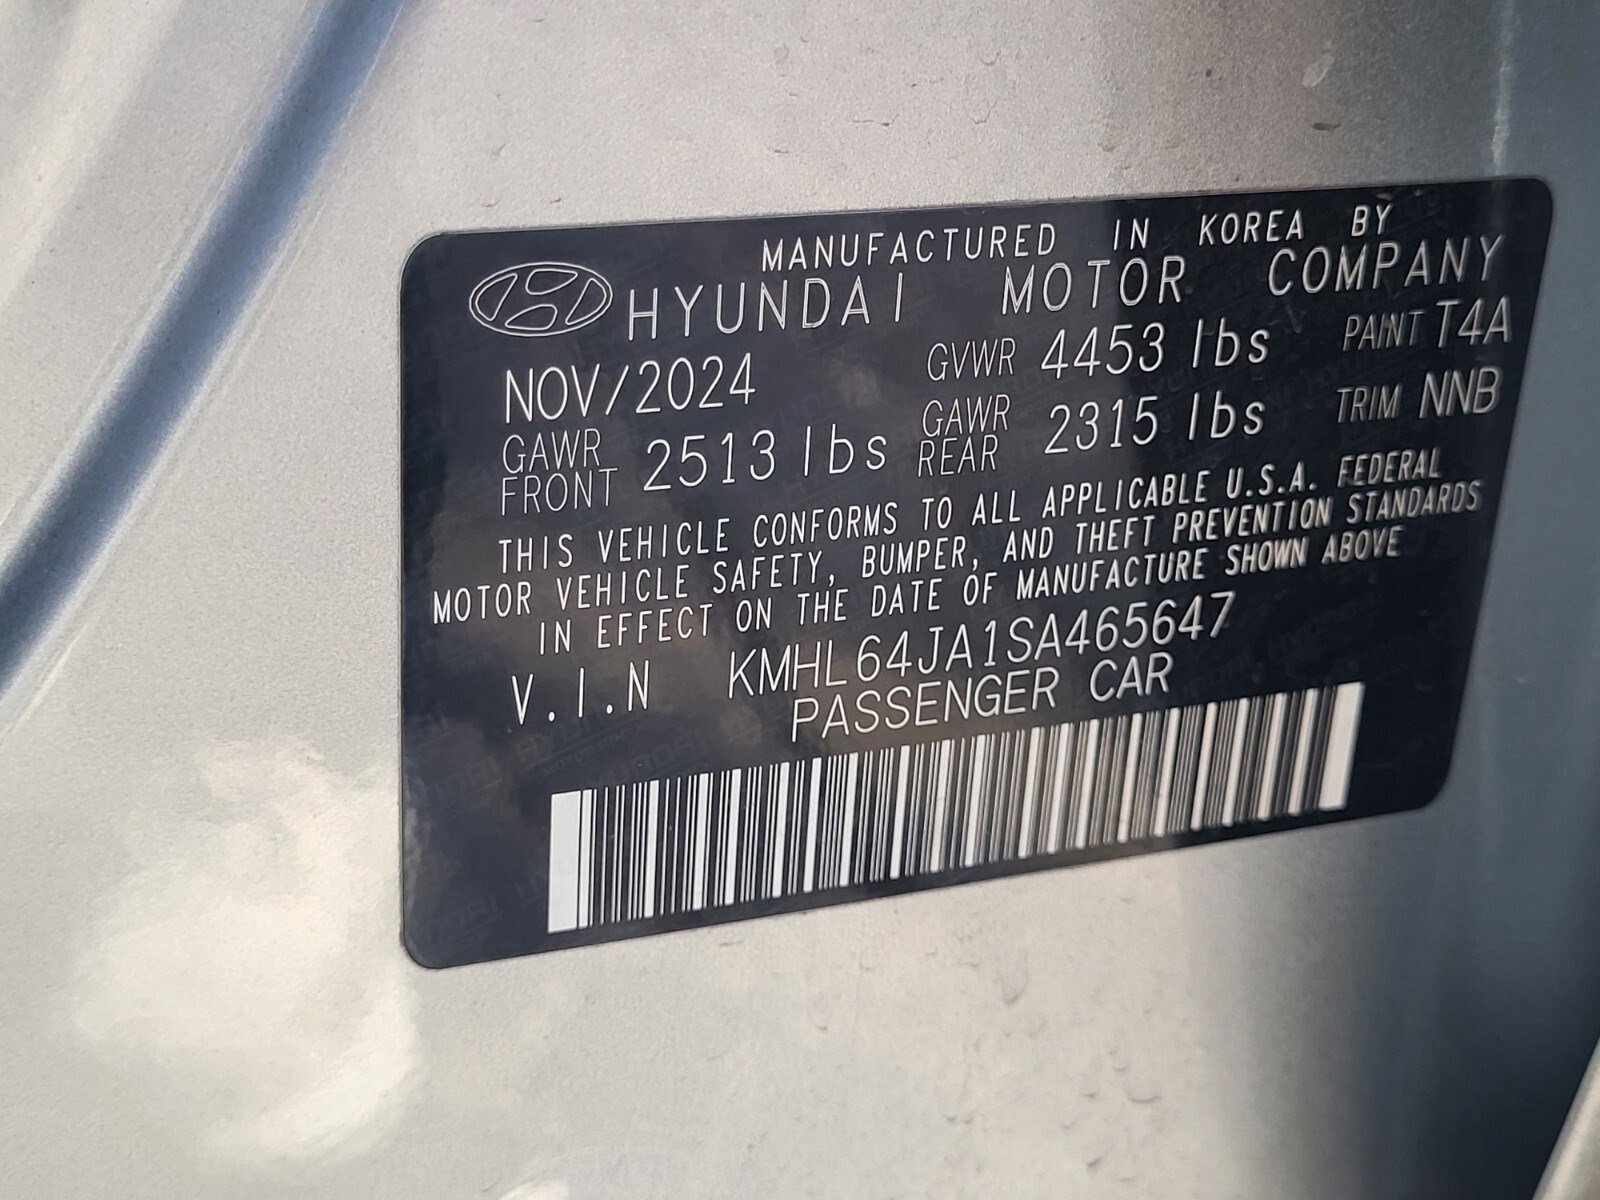 MANUFACTURED IN KOREA BY
HYUNDAI MOTOR COMPANY
NOV/2024 GVWR 4453 lbs PAINT T4A
GAWR FRONT 2513 lbs GAWR REAR 2315 lbs TRIM NNB
THIS VEHICLE CONFORMS TO ALL APPLICABLE U.S.A. FEDERAL
MOTOR VEHICLE SAFETY, BUMPER, AND THEFT PREVENTION STANDARDS
IN EFFECT ON THE DATE OF MANUFACTURE SHOWN ABOVE
V.I.N KMHL64JA1SA465647
PASSENGER CAR